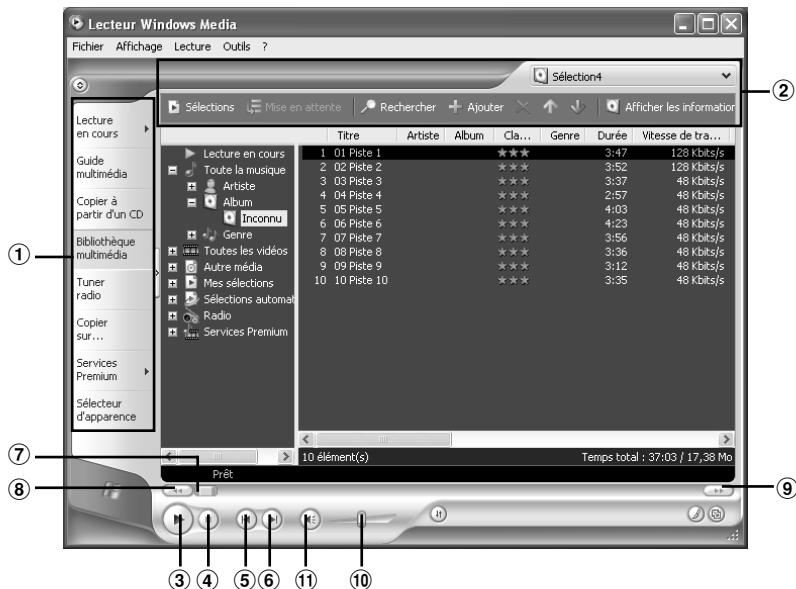 Lecteur Windows Media
Fichier Affichage Lecture Outils ?
Sélection4
②
Sélections Mise en attente Rechercher Ajouter Afficher les information
①
Lecture en cours
Guide multimédia
Copier à partir d'un CD
Bibliothèque multimédia
Tuner radio
Copier sur...
Services Premium
Sélecteur d'apparence
Lecture en cours
Toute la musique
Artiste
Album
Inconnu
Genre
Toutes les vidéos
Autre média
Mes sélections
Sélections automat
Radio
Services Premium
Titre Artiste Album Cla... Genre Durée Vitesse de tra...
1 01 Piste 1 3:47 128 Kbits/s
2 02 Piste 2 3:52 128 Kbits/s
3 03 Piste 3 3:37 48 Kbits/s
4 04 Piste 4 2:57 48 Kbits/s
5 05 Piste 5 4:03 48 Kbits/s
6 06 Piste 6 4:23 48 Kbits/s
7 07 Piste 7 3:56 48 Kbits/s
8 08 Piste 8 3:36 48 Kbits/s
9 09 Piste 9 3:12 48 Kbits/s
10 10 Piste 10 3:35 48 Kbits/s
10 élément(s) Temps total : 37:03 / 17,38 Mo
Prêt
⑦
⑧ ⑨
③ ④ ⑤ ⑥ ⑪ ⑩